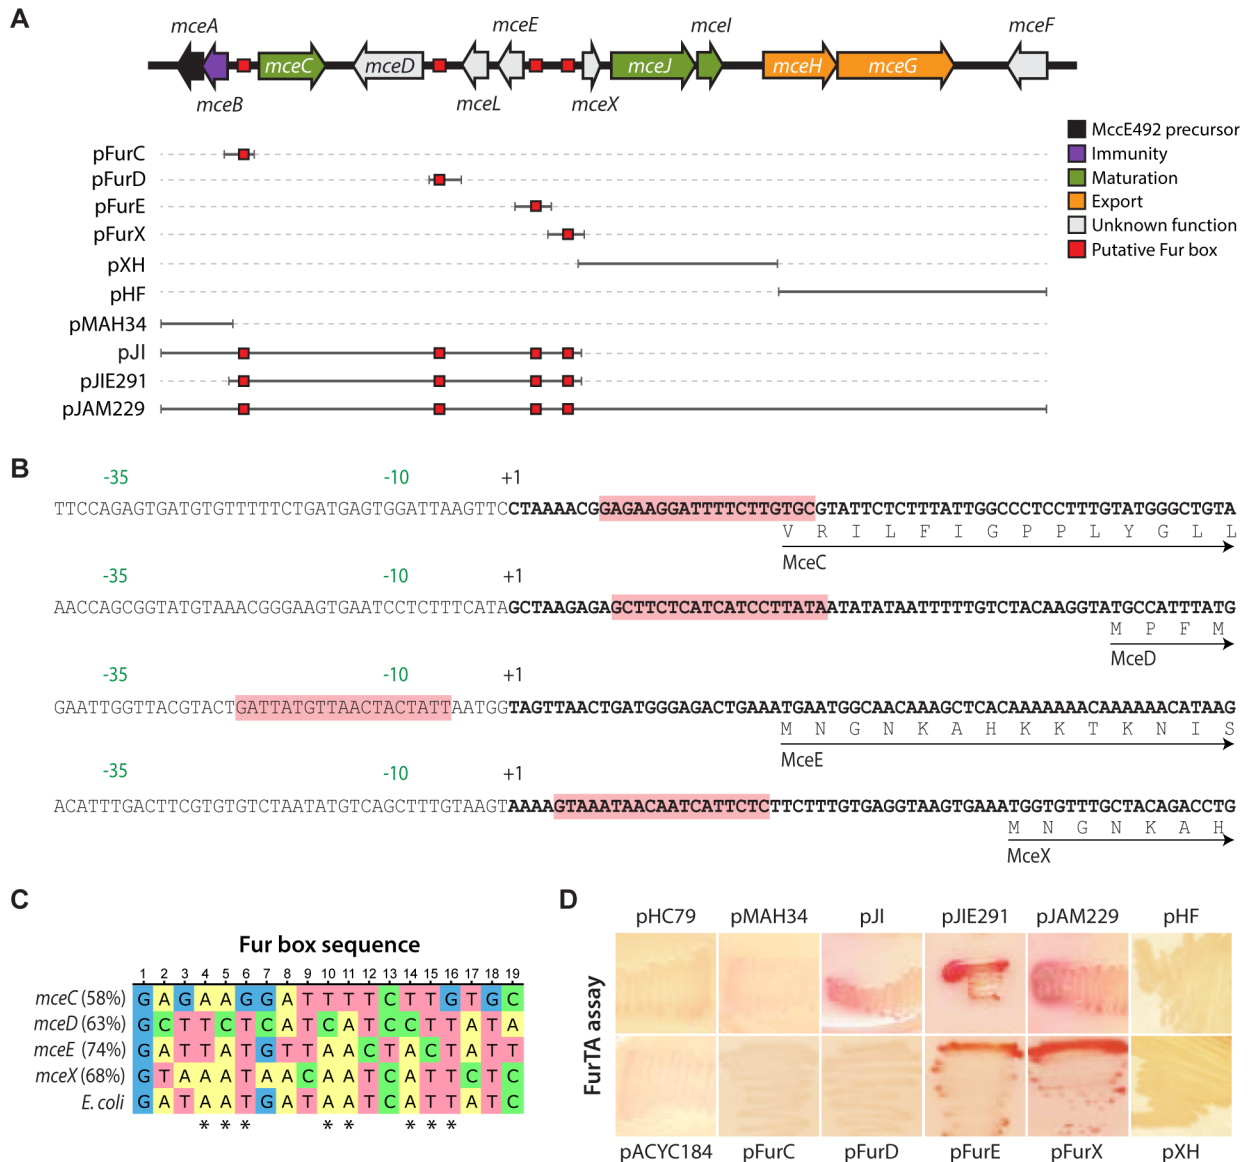 A
mceA
mceE
mceI
mceF
mceC
mceD
mceJ
mceH
mceG
mceB
mceL
mceX
MccE492 precursor
Immunity
Maturation
Export
Unknown function
Putative Fur box
pFurC
pFurD
pFurE
pFurX
pXH
pHF
pMAH34
pJI
pJIE291
pJAM229
B
-35 -10 +1
TTCCAGAGTGATGTGTTTTTCTGATGAGTGGATTAAGTTCCTAAAACGGAGAAGGATTTTCTTGTGCGTATTCTCTTTATTGGCCCTCCTTTGTATGGGCTGTA
V R I L F I G P P L Y G L L
MceC
-35 -10 +1
AACCAGCGGTATGTAAACGGGAAGTGAATCCTCTTTCATAGCTAAGAGAGCTTCTCATCATCCTTATAATATATAATTTTTGTCTACAAGGTATGCCATTTATG
M P F M
MceD
-35 -10 +1
GAATTGGTTACGTACTGATTATGTTAACTACTATTAATGGTAGTTAACTGATGGGAGACTGAAATGAATGGCAACAAAGCTCACAAAAAAACAAAAAACATAAG
M N G N K A H K K T K N I S
MceE
-35 -10 +1
ACATTTGACTTCGTGTGTCTAATATGTCAGCTTTGTAAGTAAAAGTAAATAACAATCATTCTCTTCTTTGTGAGGTAAGTGAAATGGTGTTTGCTACAGACCTG
M N G N K A H
MceX
C
Fur box sequence
1 2 3 4 5 6 7 8 9 10 11 12 13 14 15 16 17 18 19
mceC (58%) G A G A A G G A T T T T C T T G T G C
mceD (63%) G C T T C T C A T C A T C C T T A T A
mceE (74%) G A T T A T G T T A A C T A C T A T T
mceX (68%) G T A A A T A A C A A T C A T T C T C
E. coli G A T A A T G A T A A T C A T T A T C
* * * * * * * *
D
pHC79 pMAH34 pJI pJIE291 pJAM229 pHF
FurTA assay
pACYC184 pFurC pFurD pFurE pFurX pXH